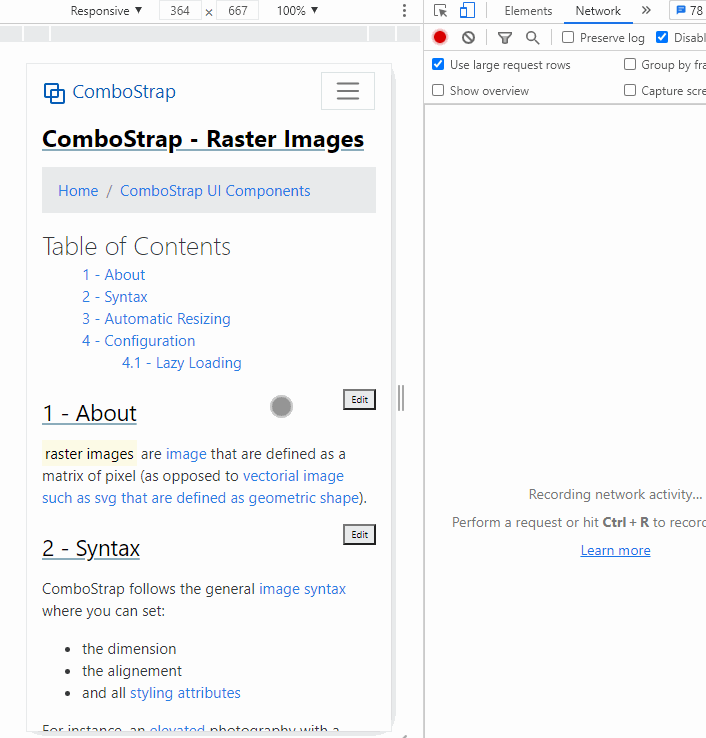 Responsive ▼ 364 × 667 100% ▼
Elements Network » 78
Preserve log Disabl
Use large request rows Group by fra
Show overview Capture scre
ComboStrap
ComboStrap - Raster Images
Home / ComboStrap UI Components
Table of Contents
1 - About
2 - Syntax
3 - Automatic Resizing
4 - Configuration
4.1 - Lazy Loading
1 - About
Edit
raster images are image that are defined as a
matrix of pixel (as opposed to vectorial image
such as svg that are defined as geometric shape).
Edit
2 - Syntax
ComboStrap follows the general image syntax
where you can set:
• the dimension
• the alignement
• and all styling attributes
For instance, an elevated photography with a
Recording network activity...
Perform a request or hit Ctrl + R to record
Learn more